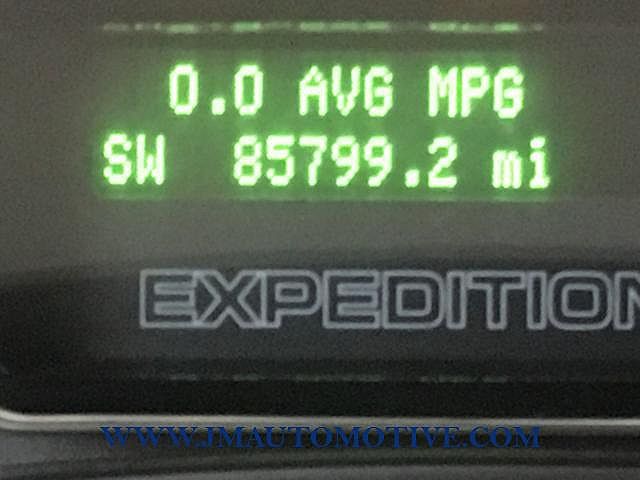 0.0 AVG MPG
SW 85799.2 mi
EXPEDITION
WWW.JMAUTOMOTIVE.COM